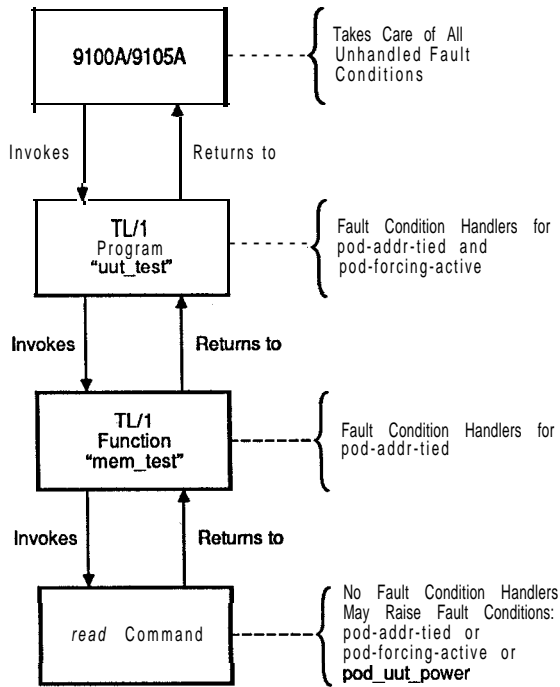 9100A/9105A
Takes Care of All
Unhandled Fault
Conditions
Invokes
Returns to
TL/1
Program
"uut_test"
Fault Condition Handlers for
pod-addr-tied and
pod-forcing-active
Invokes
Returns to
TL/1
Function
"mem_test"
Fault Condition Handlers for
pod-addr-tied
Invokes
Returns to
read Command
No Fault Condition Handlers
May Raise Fault Conditions:
pod-addr-tied or
pod-forcing-active or
pod_uut_power